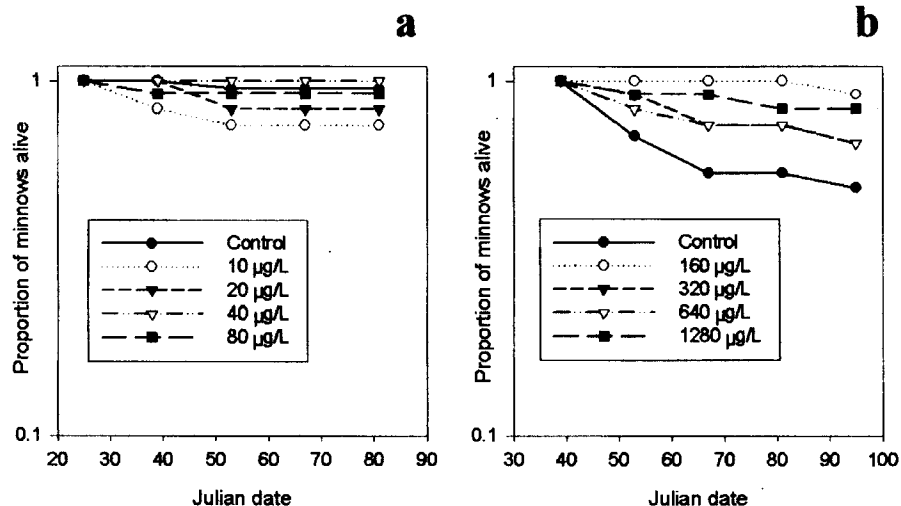 a
1
0.1
Proportion of minnows alive
Control
10 µg/L
20 µg/L
40 µg/L
80 µg/L
20 30 40 50 60 70 80 90
Julian date
b
1
0.1
Proportion of minnows alive
Control
160 µg/L
320 µg/L
640 µg/L
1280 µg/L
30 40 50 60 70 80 90 100
Julian date